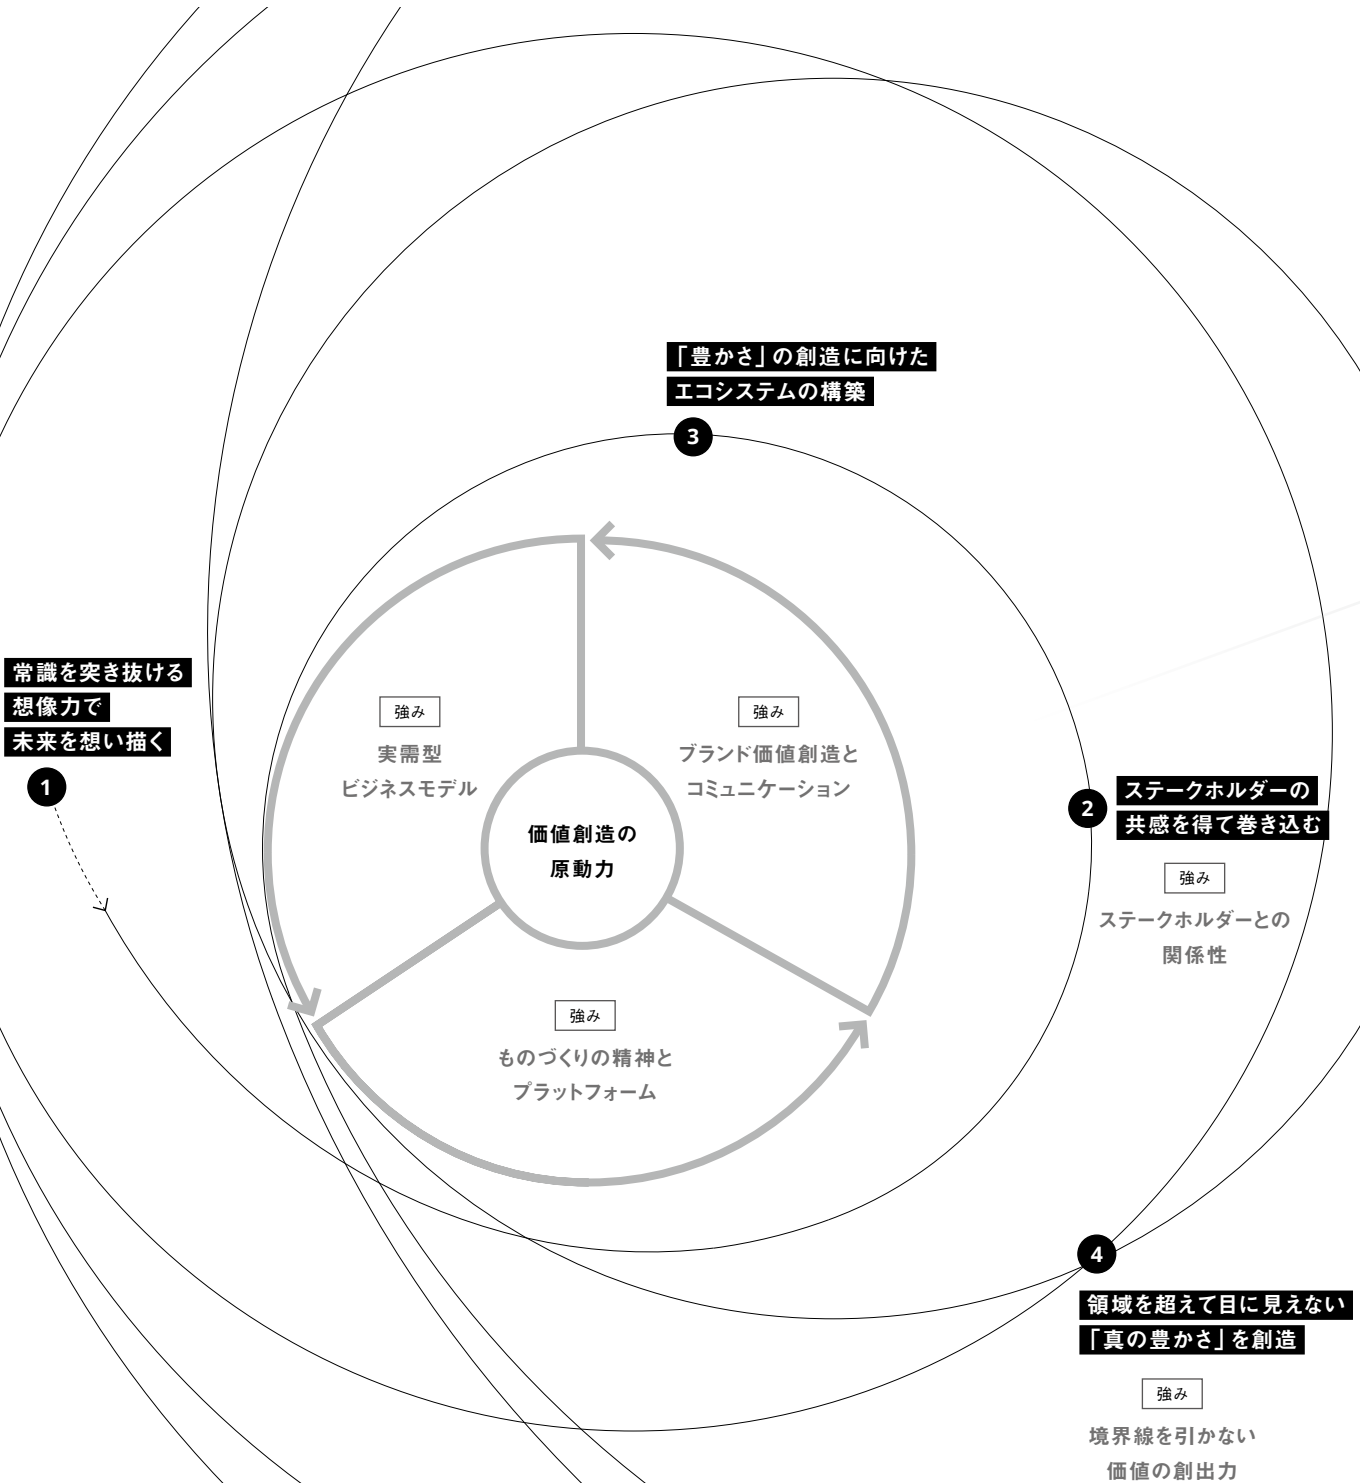 「豊かさ」の創造に向けた
エコシステムの構築
3
常識を突き抜ける
想像力で
未来を想い描く
1
強み
実需型
ビジネスモデル
強み
ブランド価値創造と
コミュニケーション
価値創造の
原動力
2
ステークホルダーの
共感を得て巻き込む
強み
ステークホルダーとの
関係性
強み
ものづくりの精神と
プラットフォーム
4
領域を超えて目に見えない
「真の豊かさ」を創造
強み
境界線を引かない
価値の創出力